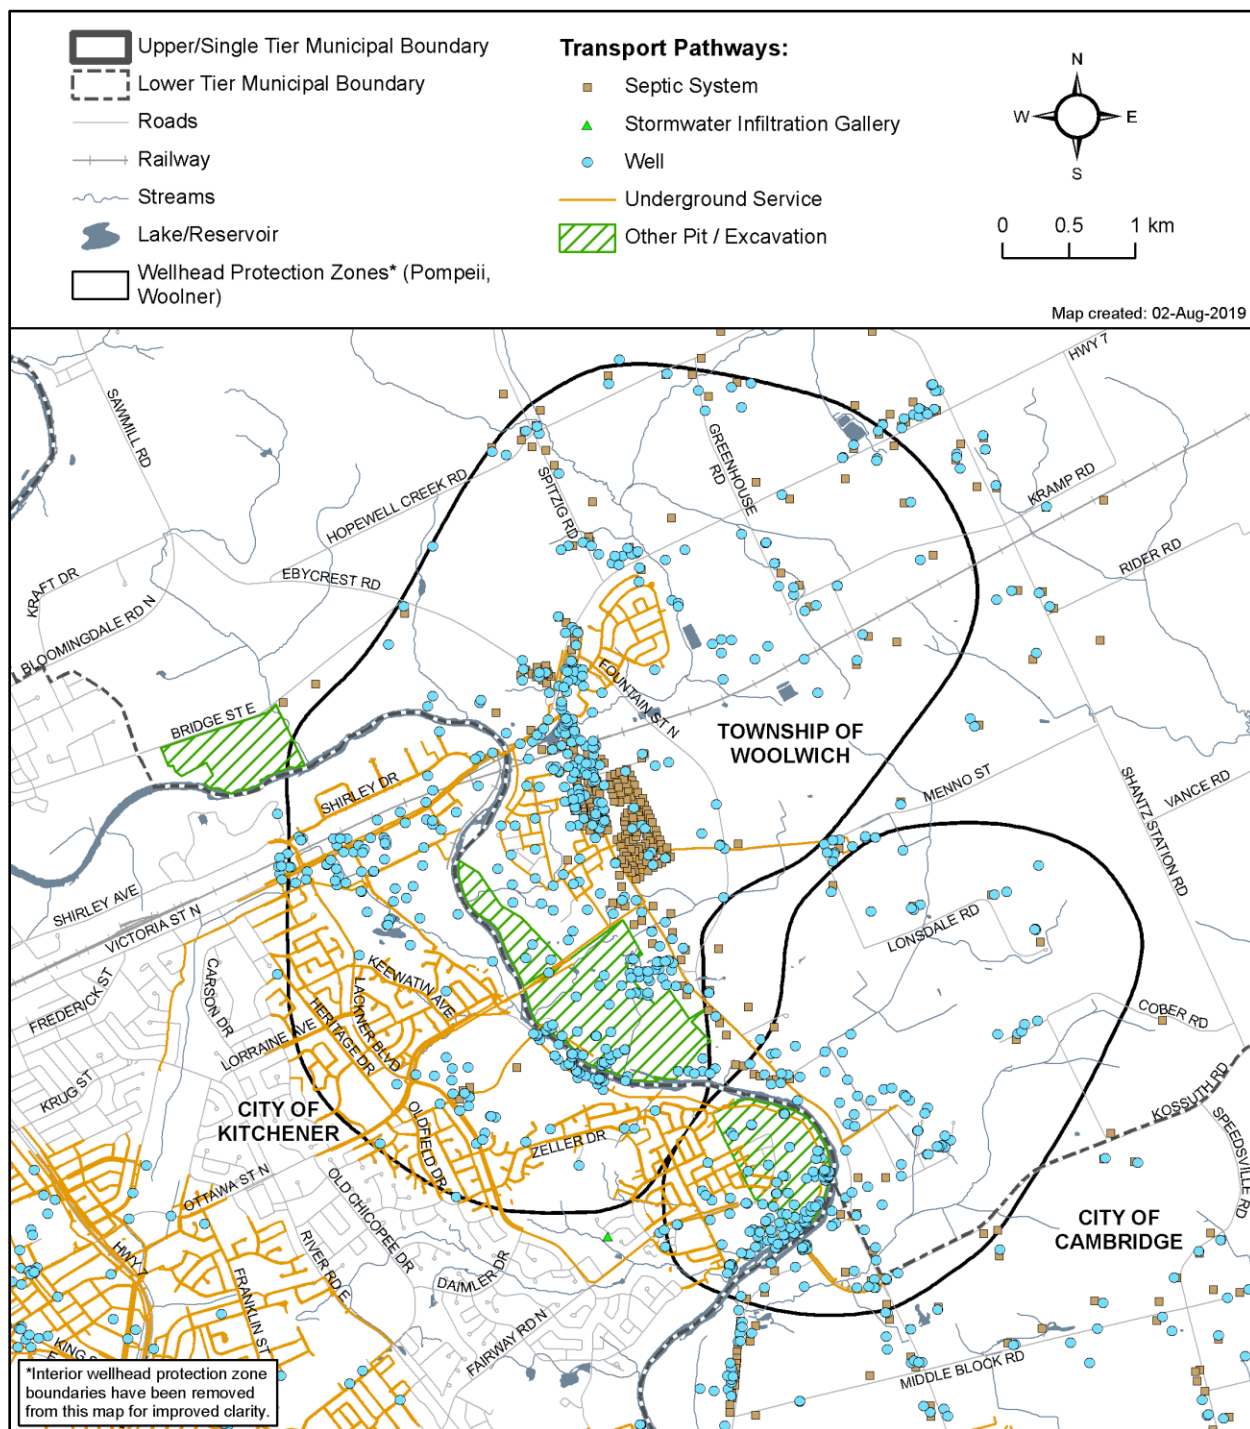 Upper/Single Tier Municipal Boundary
Lower Tier Municipal Boundary
Roads
Railway
Streams
Lake/Reservoir
Wellhead Protection Zones* (Pompeii,
Woolner)
Transport Pathways:
Septic System
Stormwater Infiltration Gallery
Well
Underground Service
Other Pit / Excavation
N
W
E
S
0 0.5 1 km
Map created: 02-Aug-2019
HWY 7
SAWMILL RD
GREENHOUSE
RD
SPITZIG RD
HOPEWELL CREEK RD
KRAMP RD
RIDER RD
EBYCREST RD
KRAFT DR
BLOOMINGDALE RD N
FOUNTAIN ST N
BRIDGE ST E
TOWNSHIP OF
WOOLWICH
SHIRLEY DR
MENNO ST
VANCE RD
SHANTZ STATION RD
SHIRLEY AVE
VICTORIA ST N
LONSDALE RD
FREDERICK ST
CARSON DR
KEEWATIN AVE
LACKNER BLVD
HERITAGE DR
LORRAINE AVE
COBER RD
KRUG ST
KOSSUTH RD
CITY OF
KITCHENER
OLDFIELD DR
ZELLER DR
SPEEDSVILLE RD
OTTAWA ST N
OLD CHICOPEE DR
CITY OF
CAMBRIDGE
HWY 7
RIVER RD E
DAIMLER DR
FRANKLIN ST
FAIRWAY RD N
KING S
MIDDLE BLOCK RD
*Interior wellhead protection zone
boundaries have been removed
from this map for improved clarity.